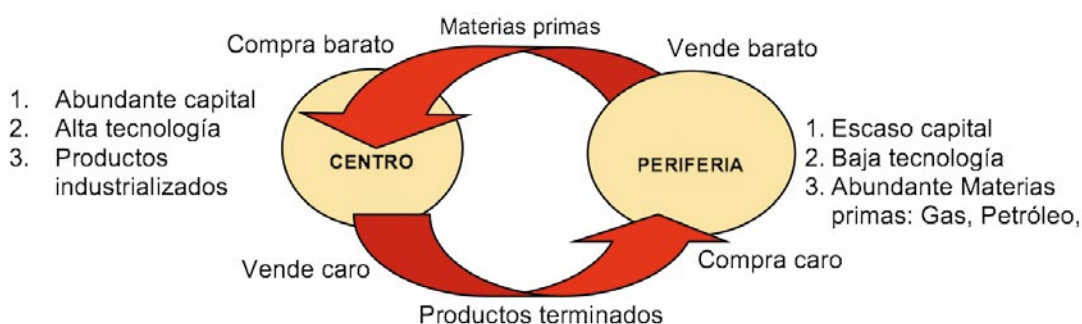 Materias primas
Compra barato
Vende barato
1. Abundante capital
2. Alta tecnología
3. Productos
industrializados
CENTRO
PERIFERIA
1. Escaso capital
2. Baja tecnología
3. Abundante Materias
primas: Gas, Petróleo,
Vende caro
Compra caro
Productos terminados